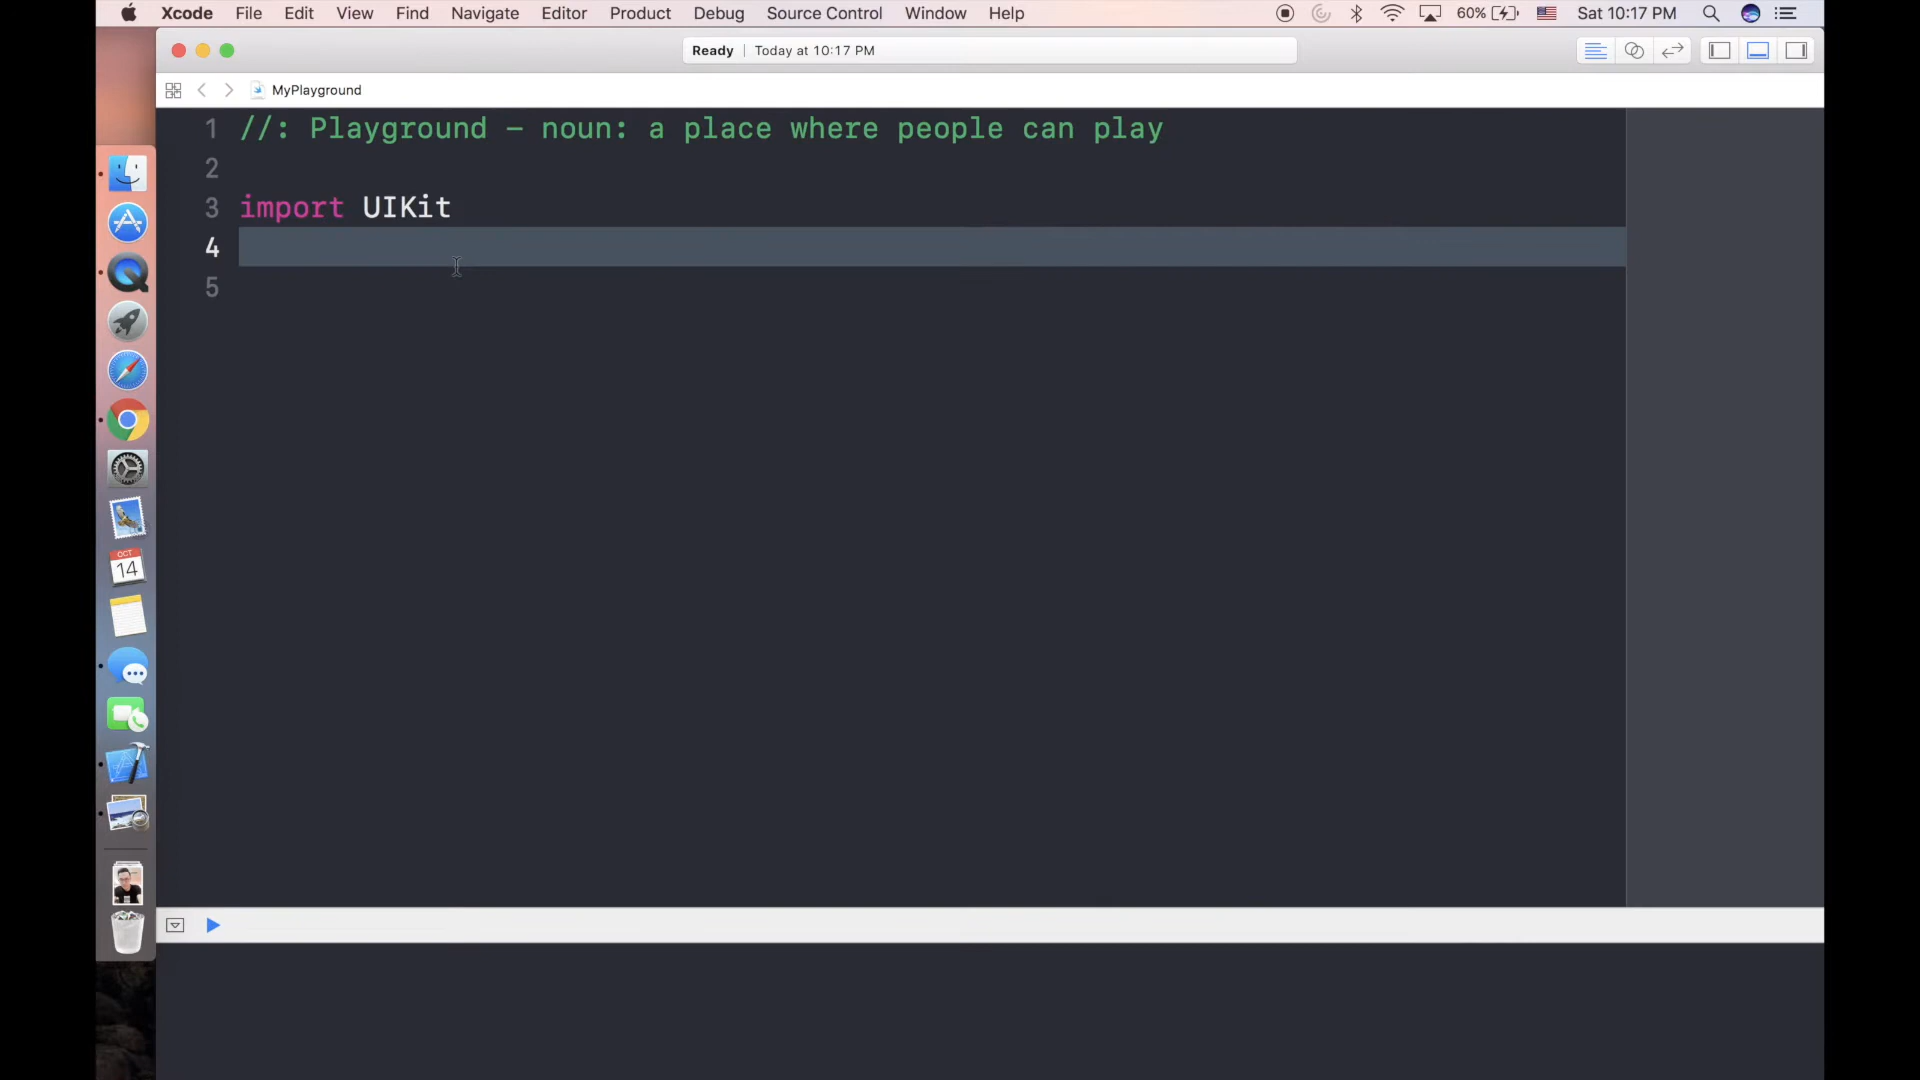 Xcode File Edit View Find Navigate Editor Product Debug Source Control Window Help 60% Sat 10:17 PM
Ready | Today at 10:17 PM
MyPlayground
1 //: Playground - noun: a place where people can play
2
3 import UIKit
4
5
OCT
14